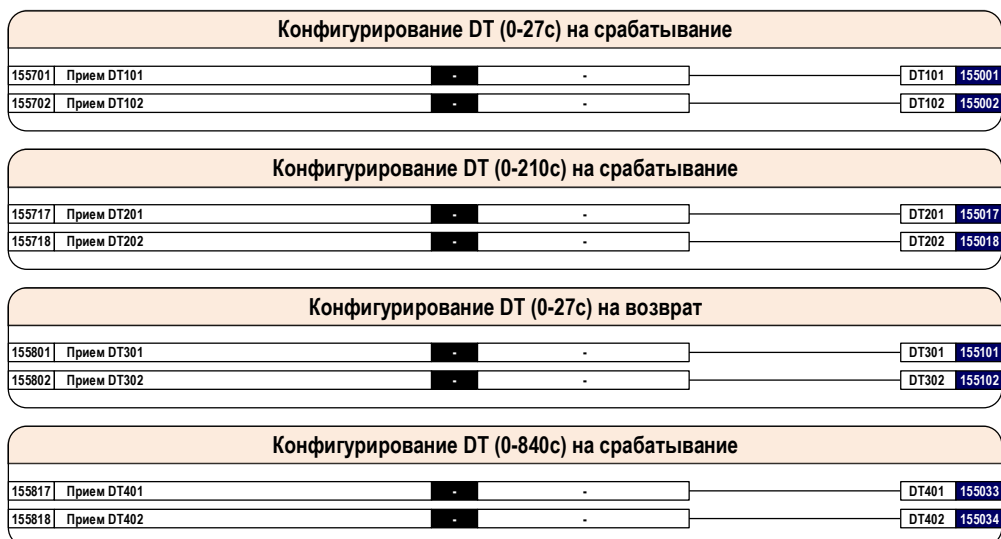 Конфигурирование DT (0-27с) на срабатывание
155701 Прием DT101 - - DT101 155001
155702 Прием DT102 - - DT102 155002
Конфигурирование DT (0-210с) на срабатывание
155717 Прием DT201 - - DT201 155017
155718 Прием DT202 - - DT202 155018
Конфигурирование DT (0-27с) на возврат
155801 Прием DT301 - - DT301 155101
155802 Прием DT302 - - DT302 155102
Конфигурирование DT (0-840с) на срабатывание
155817 Прием DT401 - - DT401 155033
155818 Прием DT402 - - DT402 155034